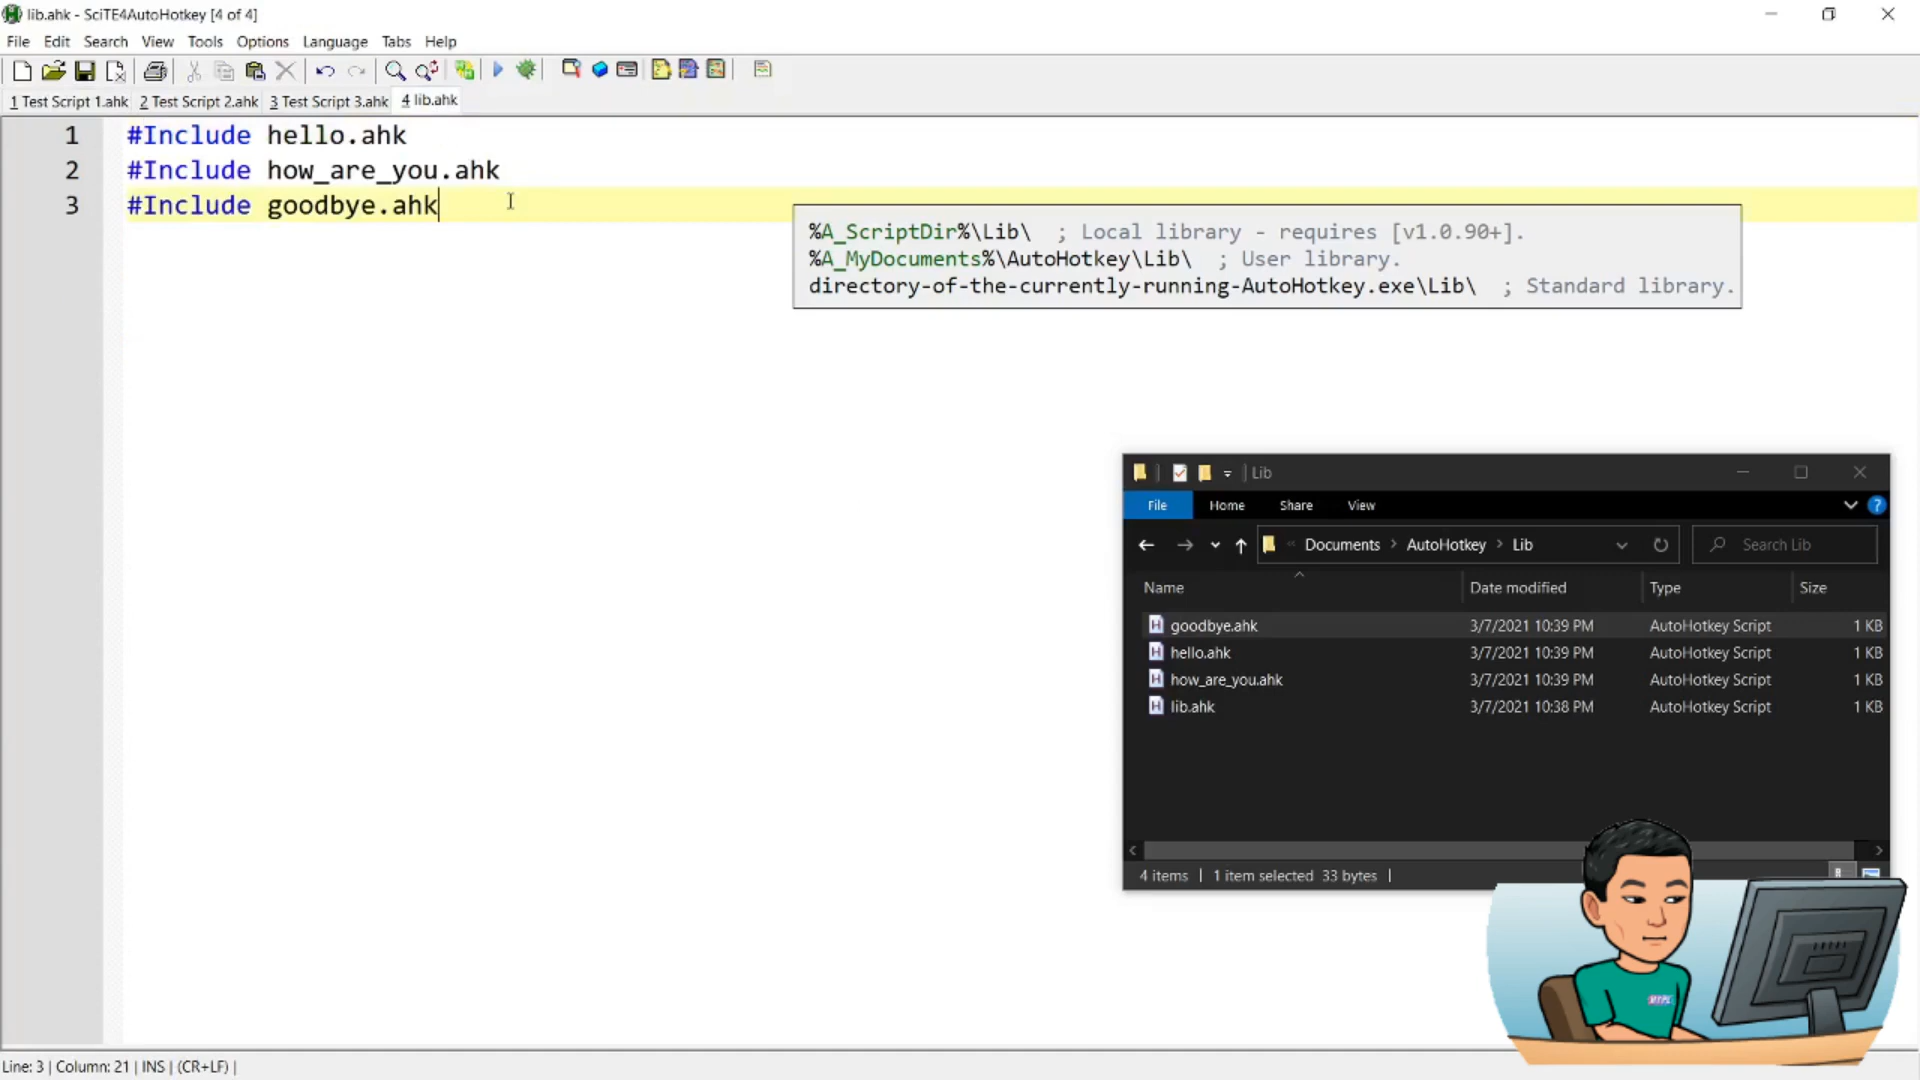 lib.ahk - SciTE4AutoHotkey [4 of 4]
File Edit Search View Tools Options Language Tabs Help
1 Test Script 1.ahk 2 Test Script 2.ahk 3 Test Script 3.ahk 4 lib.ahk
1 #Include hello.ahk
2 #Include how_are_you.ahk
3 #Include goodbye.ahk
%A_ScriptDir%\Lib\ ; Local library - requires [v1.0.90+].
%A_MyDocuments%\AutoHotkey\Lib\ ; User library.
directory-of-the-currently-running-AutoHotkey.exe\Lib\ ; Standard library.
Lib
File Home Share View
« Documents > AutoHotkey > Lib Search Lib
Name Date modified Type Size
goodbye.ahk 3/7/2021 10:39 PM AutoHotkey Script 1 KB
hello.ahk 3/7/2021 10:39 PM AutoHotkey Script 1 KB
how_are_you.ahk 3/7/2021 10:39 PM AutoHotkey Script 1 KB
lib.ahk 3/7/2021 10:38 PM AutoHotkey Script 1 KB
4 items | 1 item selected 33 bytes |
Line: 3 | Column: 21 | INS | (CR+LF) |